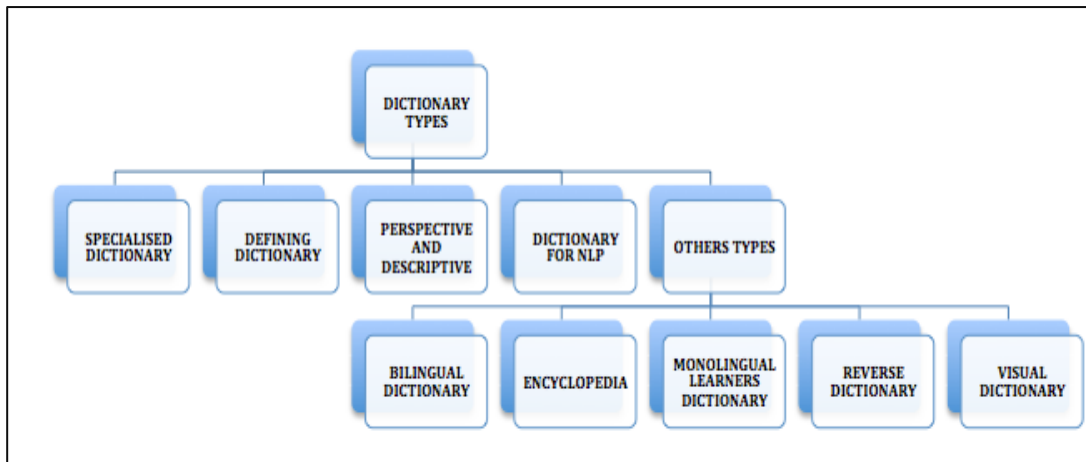 DICTIONARY
TYPES
SPECIALISED
DICTIONARY
DEFINING
DICTIONARY
PERSPECTIVE
AND
DESCRIPTIVE
DICTIONARY
FOR NLP
OTHERS TYPES
BILINGUAL
DICTIONARY
ENCYCLOPEDIA
MONOLINGUAL
LEARNERS
DICTIONARY
REVERSE
DICTIONARY
VISUAL
DICTIONARY